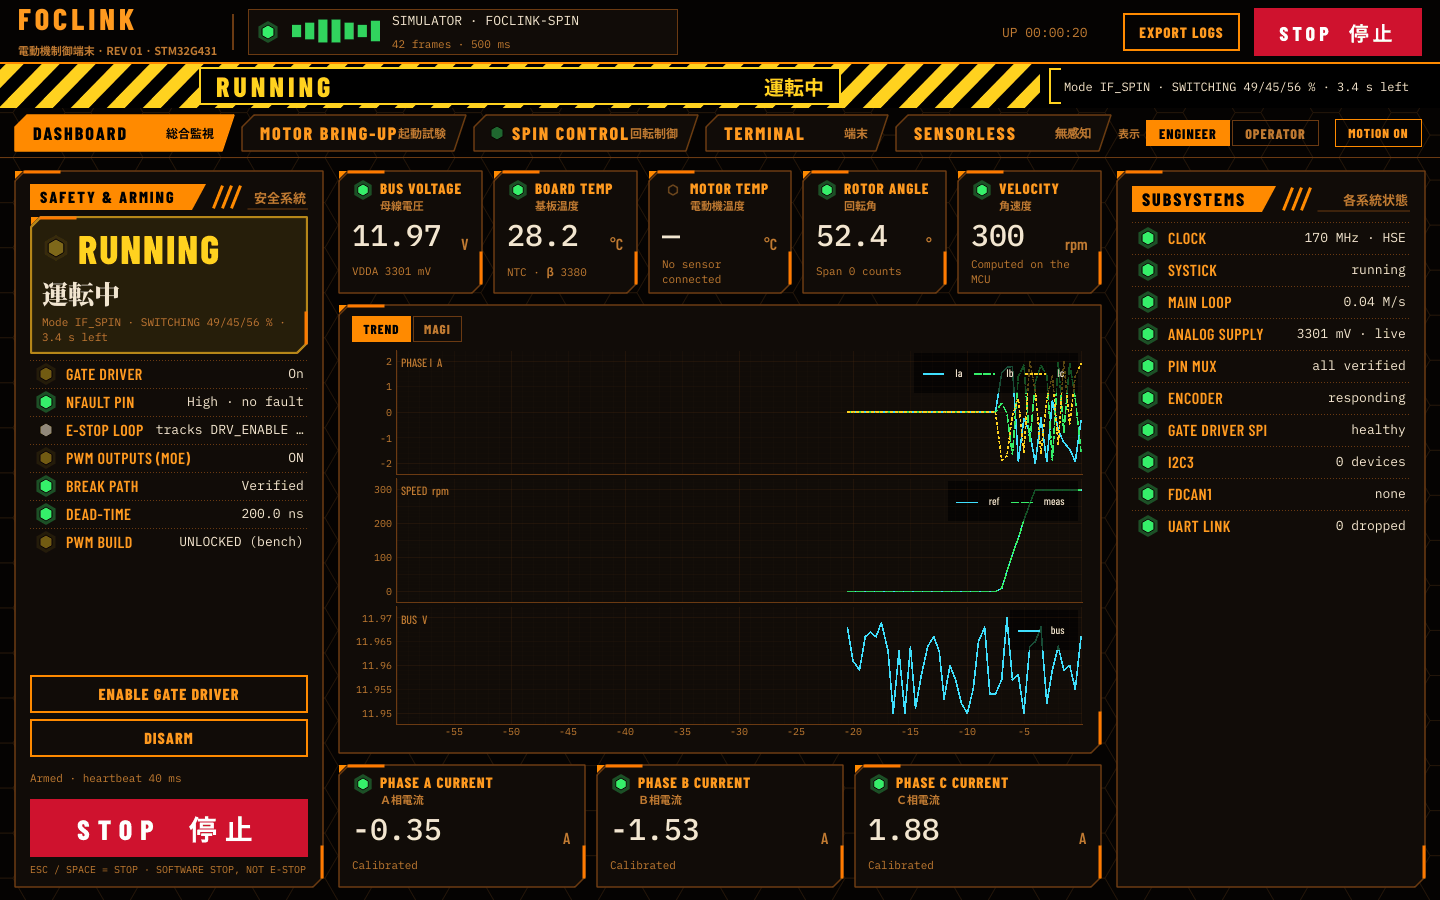 FOCLINK
電動機制御端末 · REV 01 · STM32G431
SIMULATOR · FOCLINK-SPIN
42 frames · 500 ms
UP 00:00:20
EXPORT LOGS
STOP 停止
RUNNING 運転中
Mode IF_SPIN · SWITCHING 49/45/56 % · 3.4 s left
DASHBOARD 総合監視
MOTOR BRING-UP 起動試験
SPIN CONTROL 回転制御
TERMINAL 端末
SENSORLESS 無感知
表示 ENGINEER OPERATOR
MOTION ON
SAFETY & ARMING 安全系統
RUNNING
運転中
Mode IF_SPIN · SWITCHING 49/45/56 % ·
3.4 s left
GATE DRIVER On
NFAULT PIN High · no fault
E-STOP LOOP tracks DRV_ENABLE …
PWM OUTPUTS (MOE) ON
BREAK PATH Verified
DEAD-TIME 200.0 ns
PWM BUILD UNLOCKED (bench)
ENABLE GATE DRIVER
DISARM
Armed · heartbeat 40 ms
STOP 停止
ESC / SPACE = STOP · SOFTWARE STOP, NOT E-STOP
BUS VOLTAGE
母線電圧
11.97 V
VDDA 3301 mV
BOARD TEMP
基板温度
28.2 °C
NTC · β 3380
MOTOR TEMP
電動機温度
— °C
No sensor
connected
ROTOR ANGLE
回転角
52.4 °
Span 0 counts
VELOCITY
角速度
300 rpm
Computed on the
MCU
TREND MAGI
PHASE I A
Ia Ib Ic
2
1
0
-1
-2
SPEED rpm
ref meas
300
200
100
0
BUS V
bus
11.97
11.965
11.96
11.955
11.95
-55 -50 -45 -40 -35 -30 -25 -20 -15 -10 -5
PHASE A CURRENT
A相電流
-0.35 A
Calibrated
PHASE B CURRENT
B相電流
-1.53 A
Calibrated
PHASE C CURRENT
C相電流
1.88 A
Calibrated
SUBSYSTEMS 各系統状態
CLOCK 170 MHz · HSE
SYSTICK running
MAIN LOOP 0.04 M/s
ANALOG SUPPLY 3301 mV · live
PIN MUX all verified
ENCODER responding
GATE DRIVER SPI healthy
I2C3 0 devices
FDCAN1 none
UART LINK 0 dropped